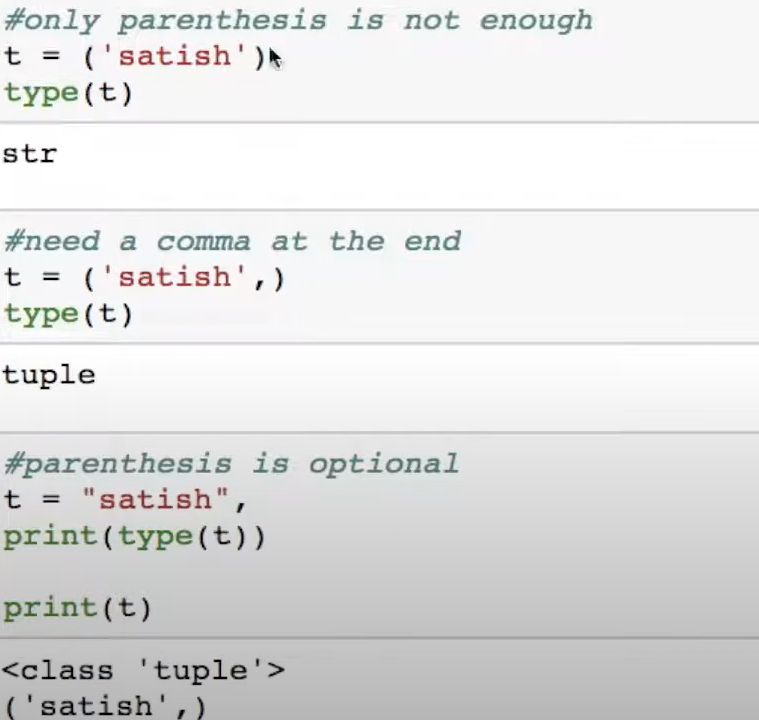 #only parenthesis is not enough
t = ('satish')
type(t)
str
#need a comma at the end
t = ('satish',)
type(t)
tuple
#parenthesis is optional
t = "satish",
print(type(t))
print(t)
<class 'tuple'>
('satish',)